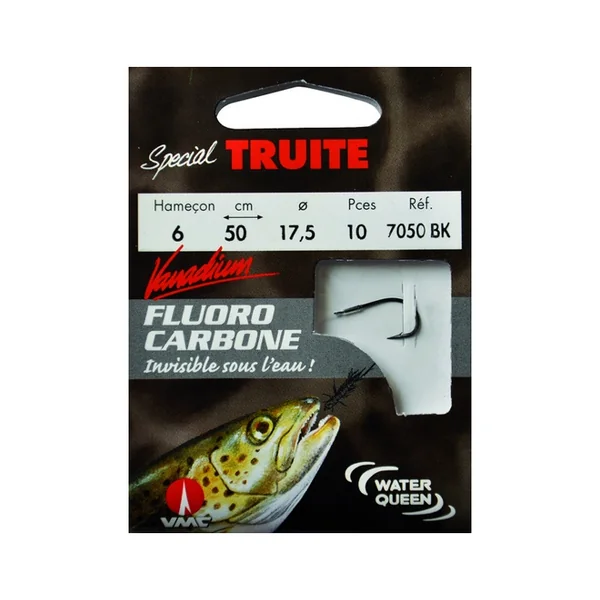 Special TRUITE
Hameçon cm ø Pces Réf.
6 50 17,5 10 7050 BK
Vanadium
FLUORO
CARBONE
Invisible sous l'eau !
VMC
WATER
QUEEN